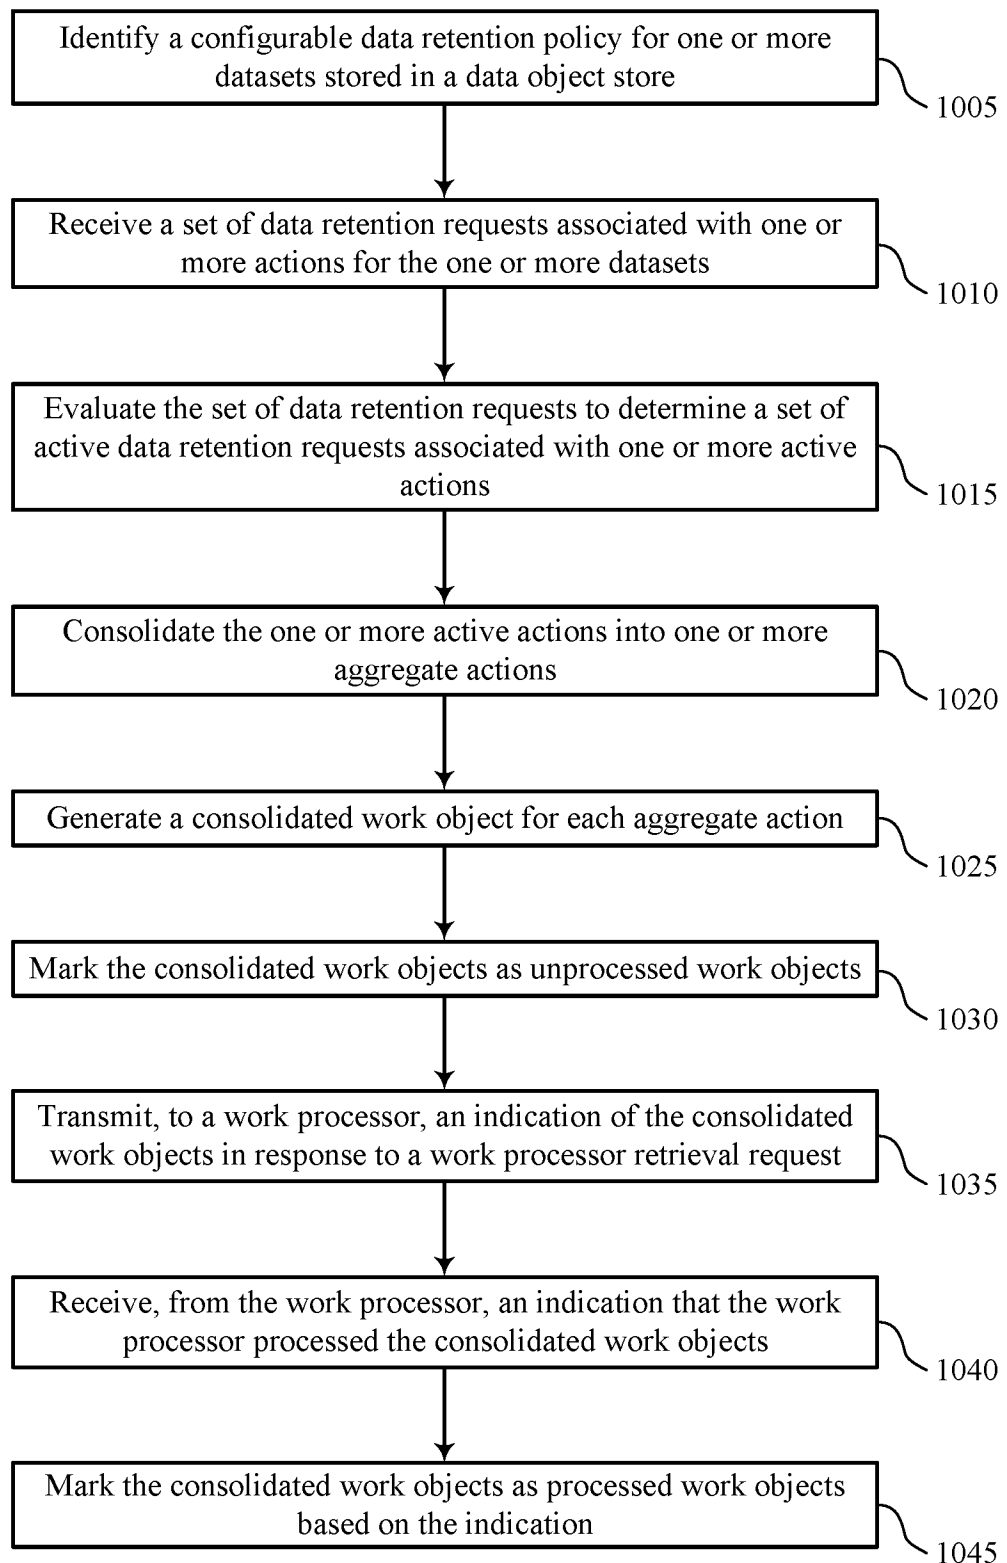 Identify a configurable data retention policy for one or more
datasets stored in a data object store
1005
Receive a set of data retention requests associated with one or
more actions for the one or more datasets
1010
Evaluate the set of data retention requests to determine a set of
active data retention requests associated with one or more active
actions
1015
Consolidate the one or more active actions into one or more
aggregate actions
1020
Generate a consolidated work object for each aggregate action
1025
Mark the consolidated work objects as unprocessed work objects
1030
Transmit, to a work processor, an indication of the consolidated
work objects in response to a work processor retrieval request
1035
Receive, from the work processor, an indication that the work
processor processed the consolidated work objects
1040
Mark the consolidated work objects as processed work objects
based on the indication
1045